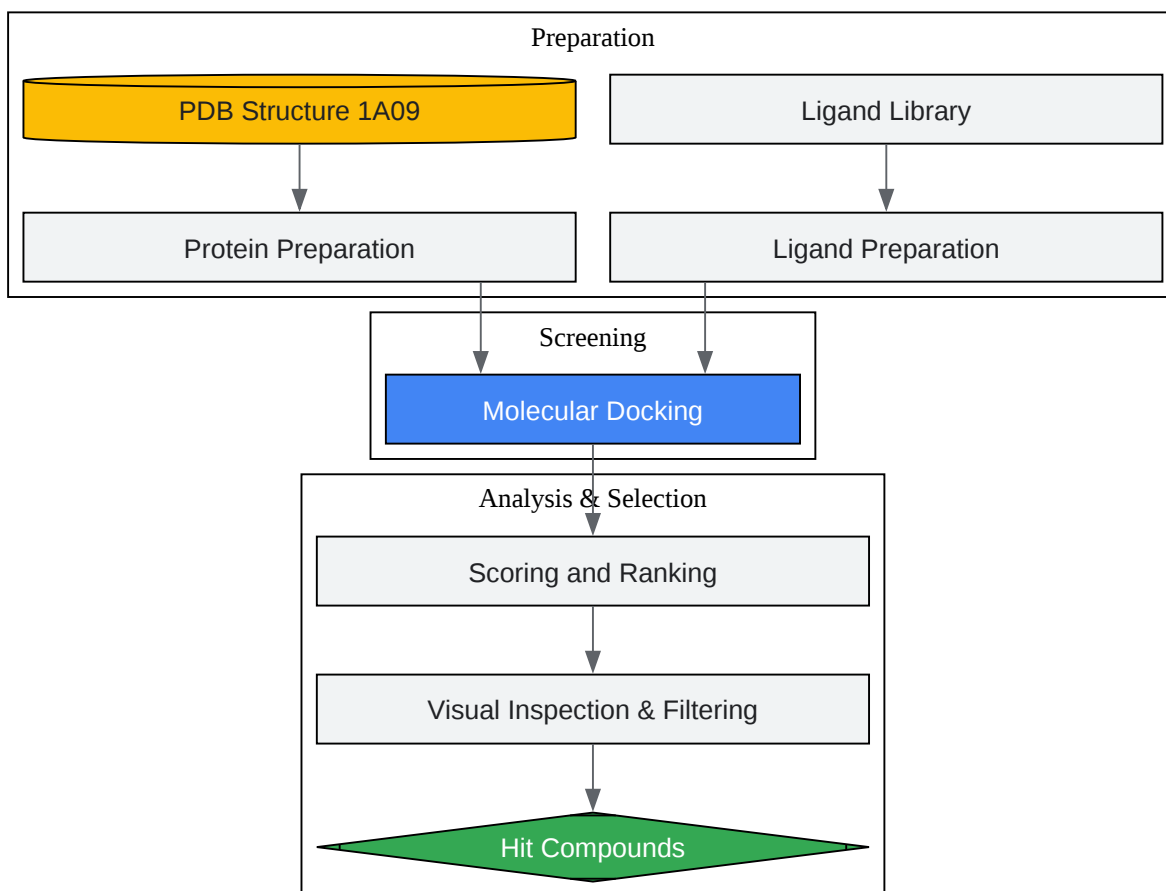 Preparation
PDB Structure 1A09
Ligand Library
Protein Preparation
Ligand Preparation
Screening
Molecular Docking
Analysis & Selection
Scoring and Ranking
Visual Inspection & Filtering
Hit Compounds